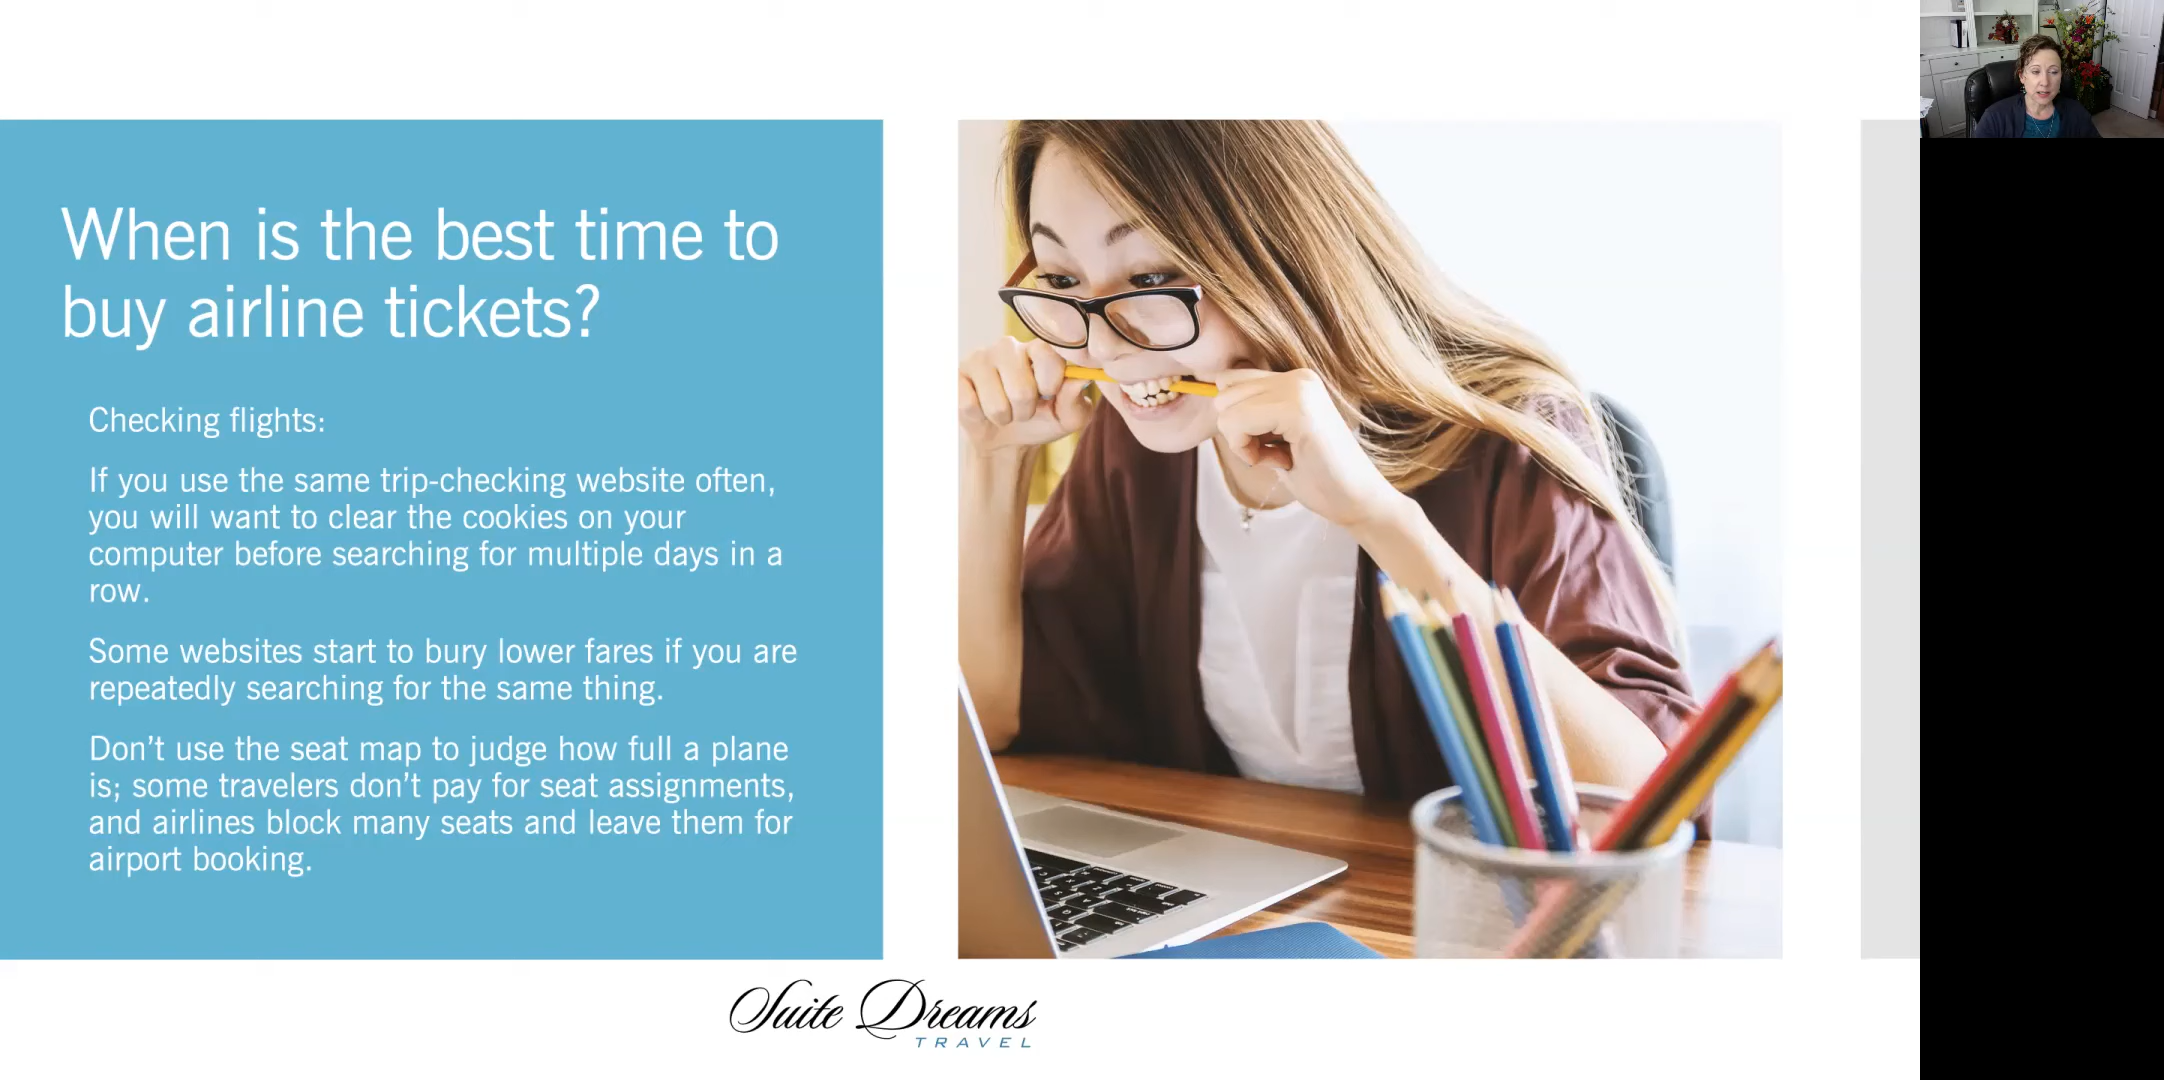 When is the best time to
buy airline tickets?
Checking flights:
If you use the same trip-checking website often,
you will want to clear the cookies on your
computer before searching for multiple days in a
row.
Some websites start to bury lower fares if you are
repeatedly searching for the same thing.
Don’t use the seat map to judge how full a plane
is; some travelers don’t pay for seat assignments,
and airlines block many seats and leave them for
airport booking.
Suite Dreams
TRAVEL